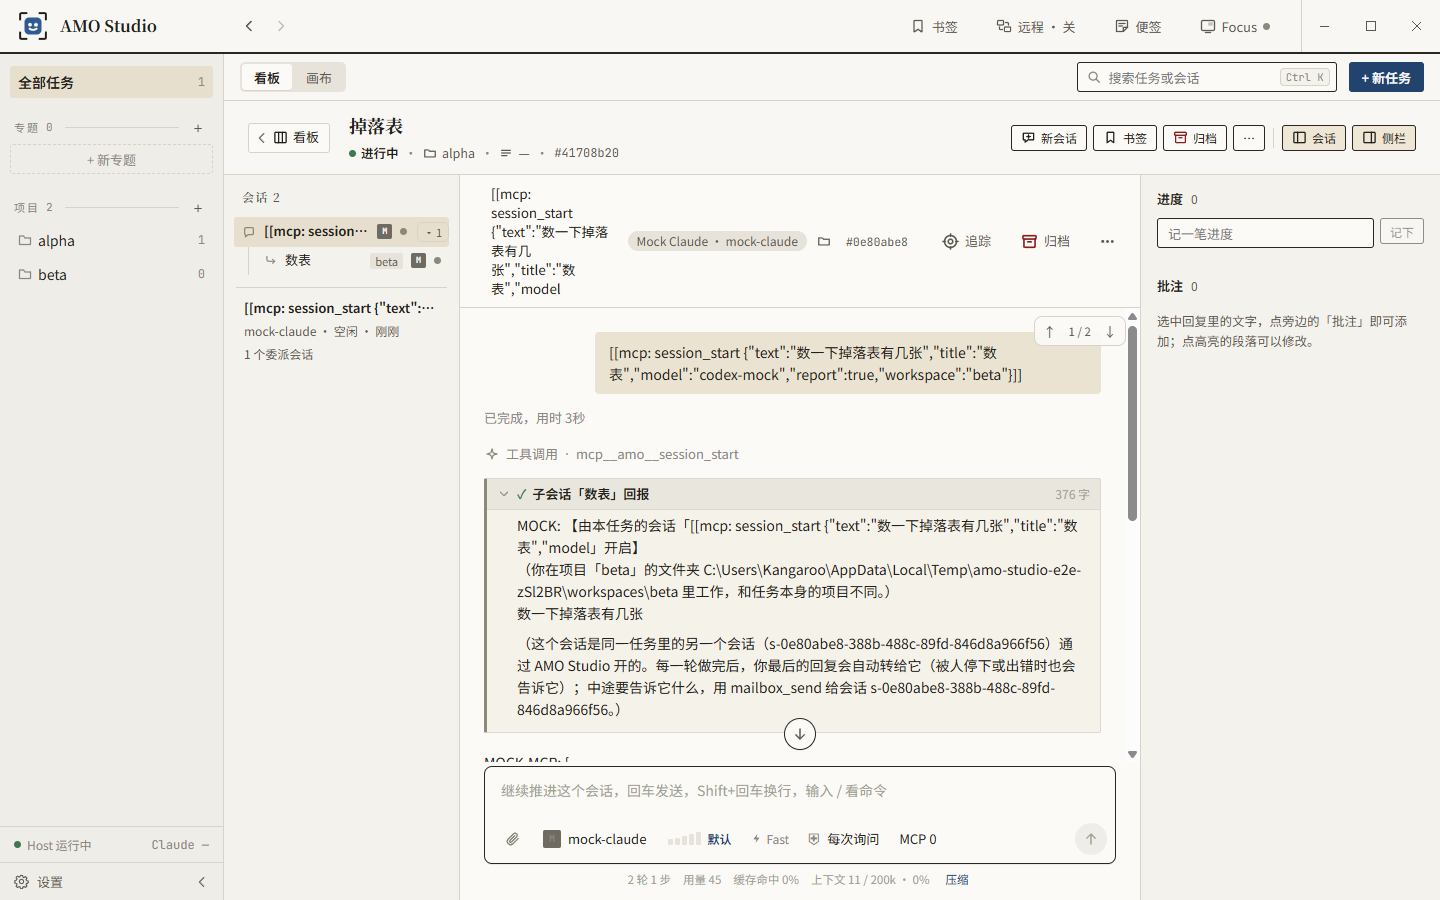 AMO Studio
书签
远程 • 关
便签
Focus
全部任务 1
专题 0
+ 新专题
项目 2
alpha 1
beta 0
Host 运行中 Claude —
设置
看板 画布
搜索任务或会话 Ctrl K
+ 新任务
看板
掉落表
进行中 • alpha • — • #41708b20
新会话
书签
归档
···
会话
侧栏
会话 2
[[mcp: session··· M 1
数表 beta M
[[mcp: session_start {"text":···
mock-claude • 空闲 • 刚刚
1 个委派会话
[[mcp:
session_start
{"text":"数一下掉落
表有几
张","title":"数
表","model
Mock Claude • mock-claude
#0e80abe8
追踪
归档
···
1 / 2
[[mcp: session_start {"text":"数一下掉落表有几张","title":"数
表","model":"codex-mock","report":true,"workspace":"beta"}]]
已完成，用时 3秒
工具调用 · mcp__amo__session_start
✓ 子会话「数表」回报 376 字
MOCK: 【由本任务的会话「[[mcp: session_start {"text":"数一下掉落表有几张","title":"数
表","model」开启】
（你在项目「beta」的文件夹 C:\Users\Kangaroo\AppData\Local\Temp\amo-studio-e2e-
zSl2BR\workspaces\beta 里工作，和任务本身的项目不同。）
数一下掉落表有几张
（这个会话是同一任务里的另一个会话（s-0e80abe8-388b-488c-89fd-846d8a966f56）通
过 AMO Studio 开的。每一轮做完后，你最后的回复会自动转给它（被人停下或出错时也会
告诉它）；中途要告诉它什么，用 mailbox_send 给会话 s-0e80abe8-388b-488c-89fd-
846d8a966f56。）
MOCK-MCP: {
继续推进这个会话，回车发送，Shift+回车换行，输入 / 看命令
M mock-claude 默认 Fast 每次询问 MCP 0
2 轮 1 步 用量 45 缓存命中 0% 上下文 11 / 200k • 0% 压缩
进度 0
记一笔进度 记下
批注 0
选中回复里的文字，点旁边的「批注」即可添
加；点高亮的段落可以修改。